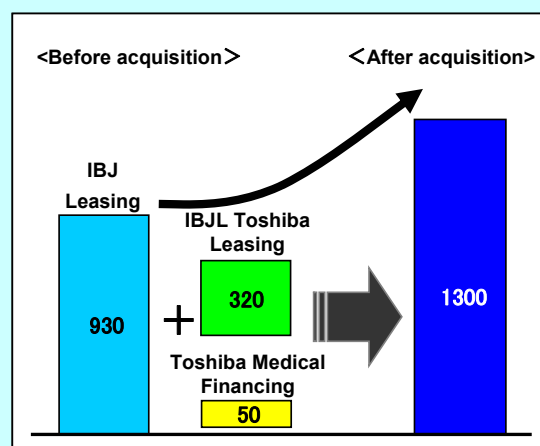 <Before acquisition＞
＜After acquisition>
IBJ
Leasing
IBJL Toshiba
Leasing
930
+
320
1300
Toshiba Medical
Financing
50